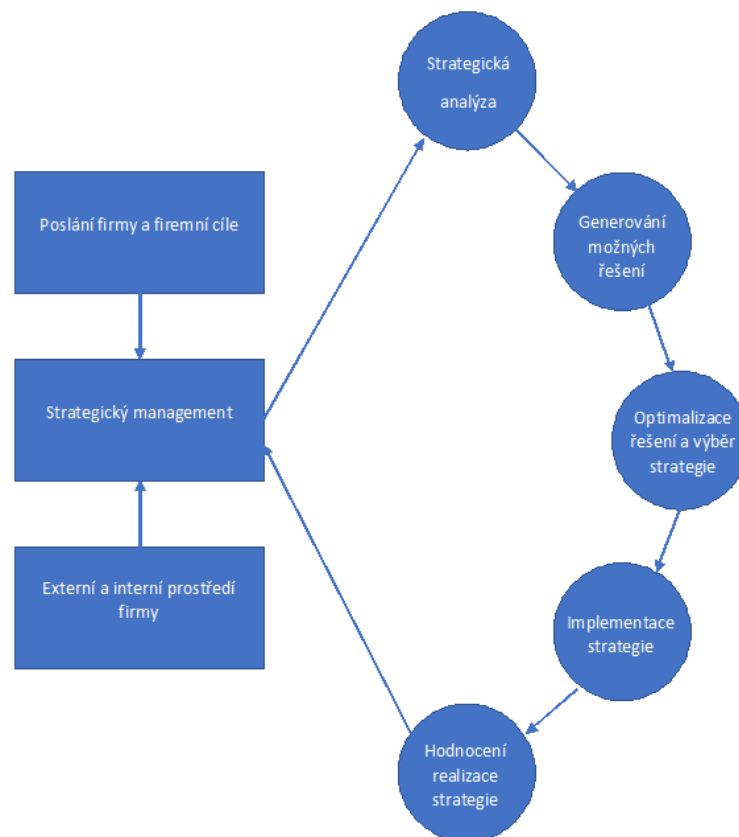 Strategická
analýza
Poslání firmy a firemní cíle
Generování
možných
řešení
Strategický management
Optimalizace
řešení a výběr
strategie
Externí a interní prostředí
firmy
Implementace
strategie
Hodnocení
realizace
strategie